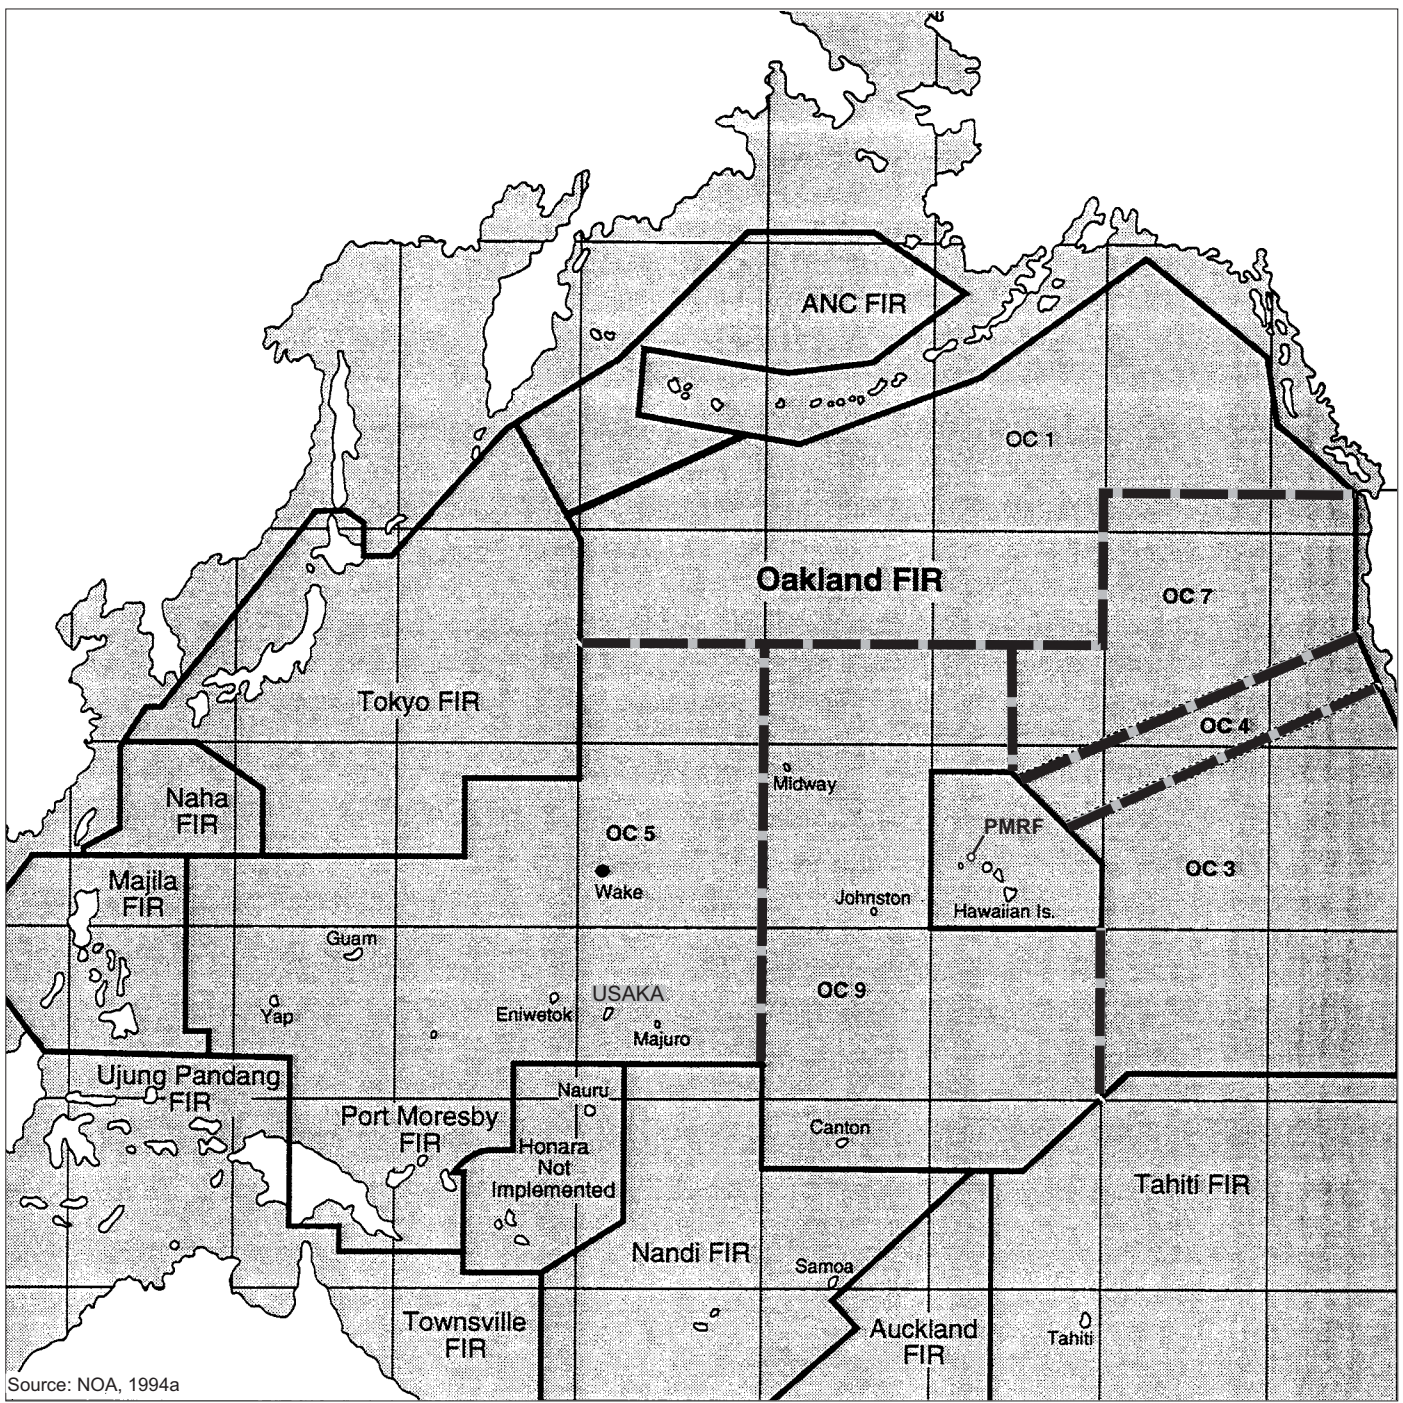 ANC FIR
OC 1
Oakland FIR
OC 7
Tokyo FIR
OC 4
Midway
Naha
FIR
OC 5
PMRF
OC 3
Majila
FIR
Wake
Johnston
Hawaiian Is.
Guam
OC 9
USAKA
Yap
Eniwetok
Majuro
Ujung Pandang
FIR
Nauru
Port Moresby
FIR
Canton
Honara
Not
Implemented
Tahiti FIR
Nandi FIR
Samoa
Townsville
FIR
Auckland
FIR
Tahiti
Source: NOA, 1994a